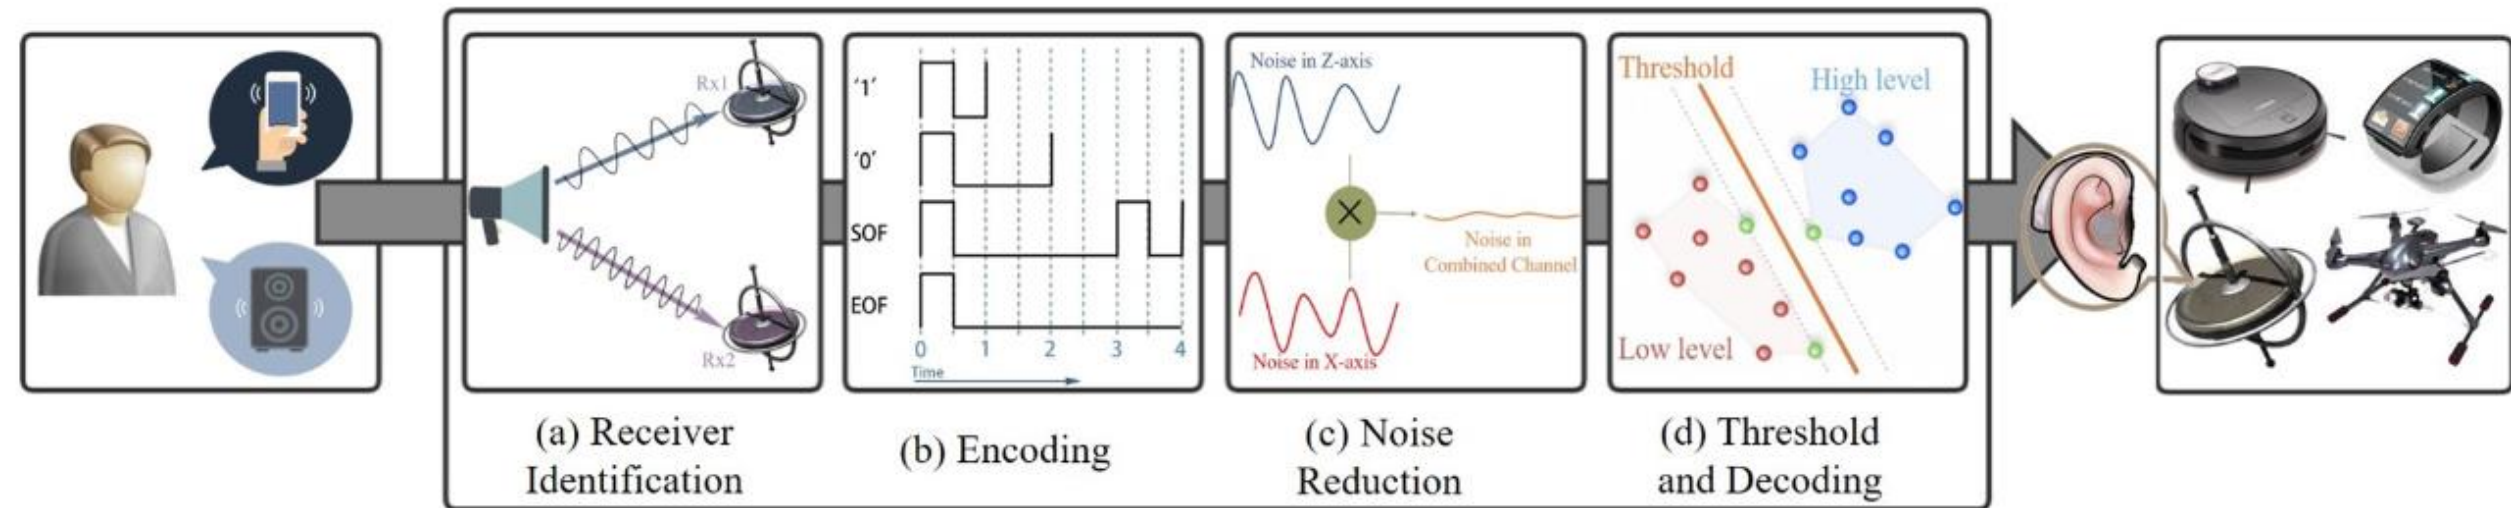 Rx1
Rx2
(a) Receiver
Identification
‘1’
‘0’
SOF
EOF
0 1 2 3 4
Time
(b) Encoding
Noise in Z-axis
Noise in
Combined Channel
Noise in X-axis
(c) Noise
Reduction
Threshold
High level
Low level
(d) Threshold
and Decoding